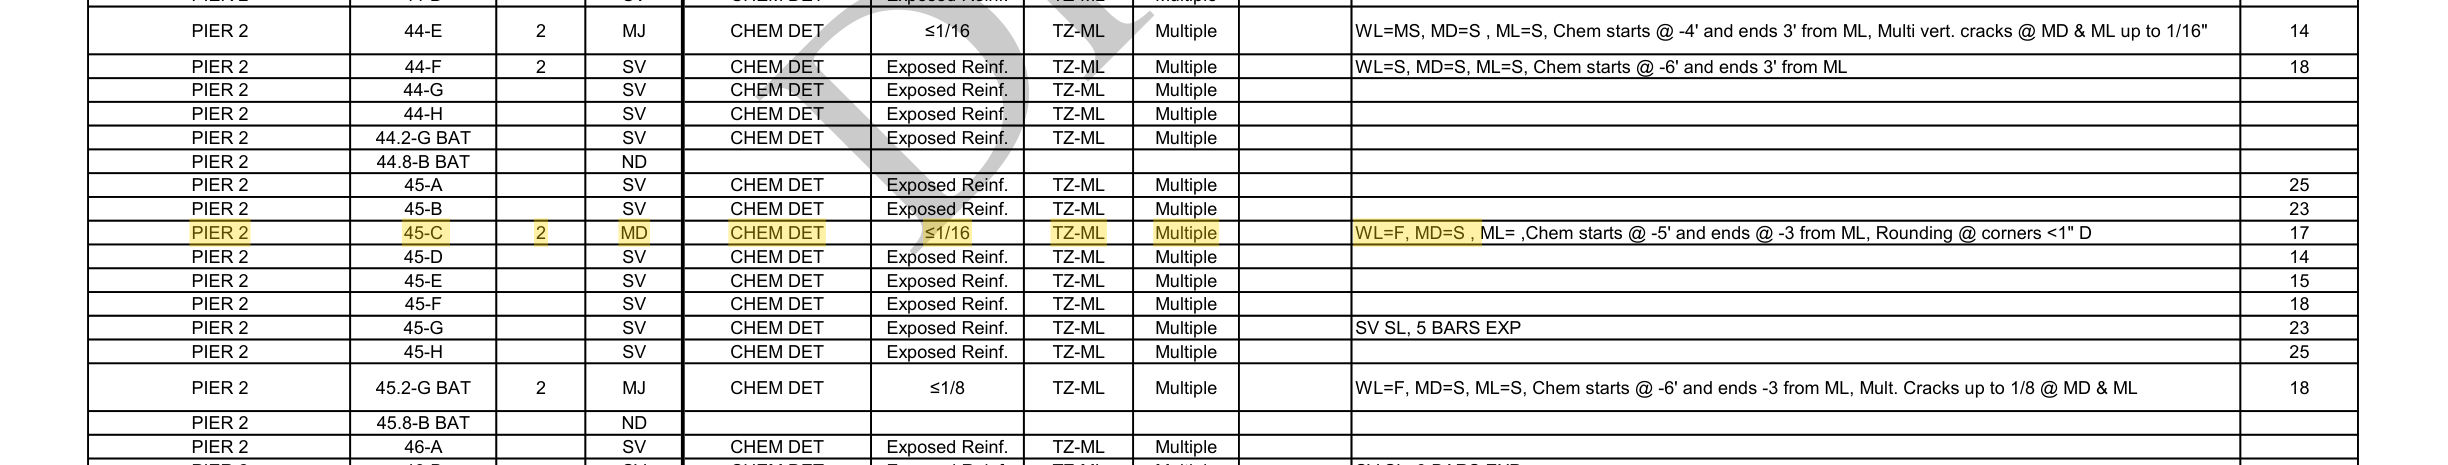 PIER 2 44-E 2 MJ CHEM DET ≤1/16 TZ-ML Multiple WL=MS, MD=S , ML=S, Chem starts @ -4' and ends 3' from ML, Multi vert. cracks @ MD & ML up to 1/16" 14
PIER 2 44-F 2 SV CHEM DET Exposed Reinf. TZ-ML Multiple WL=S, MD=S, ML=S, Chem starts @ -6' and ends 3' from ML 18
PIER 2 44-G SV CHEM DET Exposed Reinf. TZ-ML Multiple
PIER 2 44-H SV CHEM DET Exposed Reinf. TZ-ML Multiple
PIER 2 44.2-G BAT SV CHEM DET Exposed Reinf. TZ-ML Multiple
PIER 2 44.8-B BAT ND
PIER 2 45-A SV CHEM DET Exposed Reinf. TZ-ML Multiple 25
PIER 2 45-B SV CHEM DET Exposed Reinf. TZ-ML Multiple 23
PIER 2 45-C 2 MD CHEM DET ≤1/16 TZ-ML Multiple WL=F, MD=S , ML= ,Chem starts @ -5' and ends @ -3 from ML, Rounding @ corners <1" D 17
PIER 2 45-D SV CHEM DET Exposed Reinf. TZ-ML Multiple 14
PIER 2 45-E SV CHEM DET Exposed Reinf. TZ-ML Multiple 15
PIER 2 45-F SV CHEM DET Exposed Reinf. TZ-ML Multiple 18
PIER 2 45-G SV CHEM DET Exposed Reinf. TZ-ML Multiple SV SL, 5 BARS EXP 23
PIER 2 45-H SV CHEM DET Exposed Reinf. TZ-ML Multiple 25
PIER 2 45.2-G BAT 2 MJ CHEM DET ≤1/8 TZ-ML Multiple WL=F, MD=S, ML=S, Chem starts @ -6' and ends -3 from ML, Mult. Cracks up to 1/8 @ MD & ML 18
PIER 2 45.8-B BAT ND
PIER 2 46-A SV CHEM DET Exposed Reinf. TZ-ML Multiple